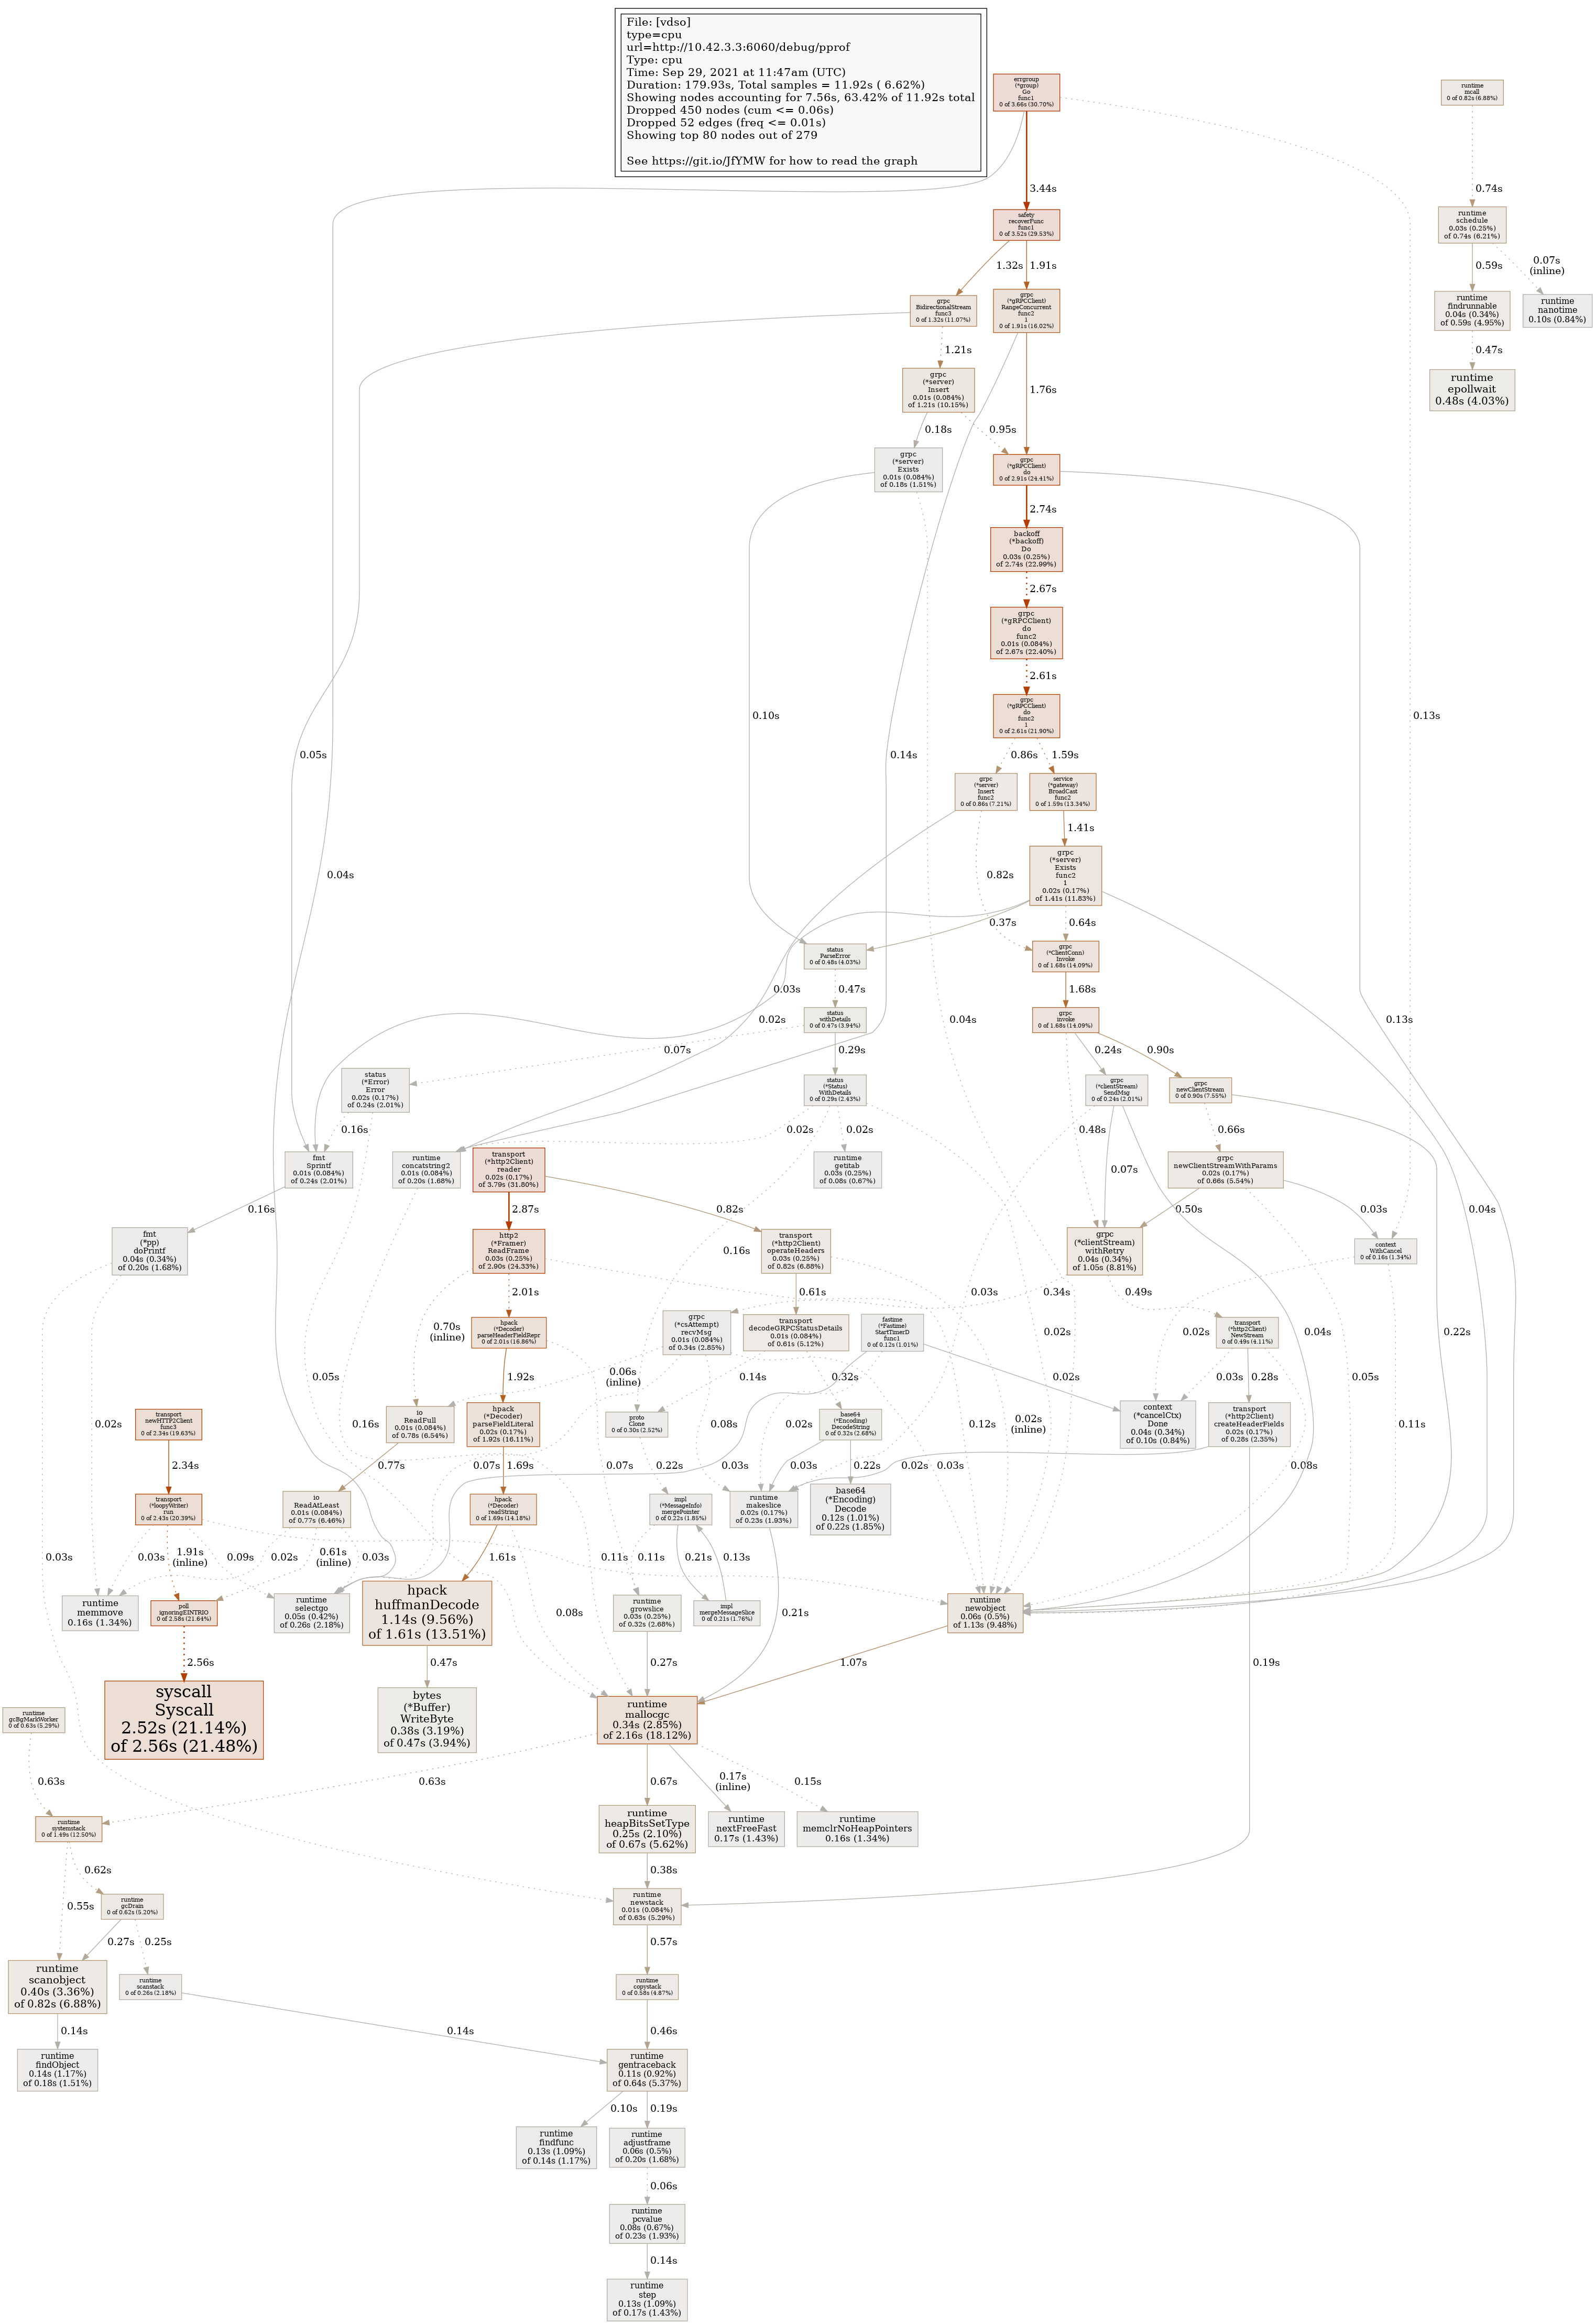 File: [vdso]
type=cpu
url=http://10.42.3.3:6060/debug/pprof
Type: cpu
Time: Sep 29, 2021 at 11:47am (UTC)
Duration: 179.93s, Total samples = 11.92s ( 6.62%)
Showing nodes accounting for 7.56s, 63.42% of 11.92s total
Dropped 450 nodes (cum <= 0.06s)
Dropped 52 edges (freq <= 0.01s)
Showing top 80 nodes out of 279
See https://git.io/JfYMW for how to read the graph
errgroup
(*group)
Go
func1
0 of 3.66s (30.70%)
runtime
mcall
0 of 0.82s (6.88%)
3.44s
0.74s
safety
recoverFunc
func1
0 of 3.52s (29.53%)
runtime
schedule
0.03s (0.25%)
of 0.74s (6.21%)
1.32s
1.91s
0.59s
0.07s
(inline)
grpc
BidirectionalStream
func3
0 of 1.32s (11.07%)
grpc
(*gRPCClient)
RangeConcurrent
func2
1
0 of 1.91s (16.02%)
runtime
findrunnable
0.04s (0.34%)
of 0.59s (4.95%)
runtime
nanotime
0.10s (0.84%)
1.21s
0.47s
grpc
(*server)
Insert
0.01s (0.084%)
of 1.21s (10.15%)
1.76s
runtime
epollwait
0.48s (4.03%)
0.18s
0.95s
grpc
(*server)
Exists
0.01s (0.084%)
of 0.18s (1.51%)
grpc
(*gRPCClient)
do
0 of 2.91s (24.41%)
2.74s
backoff
(*backoff)
Do
0.03s (0.25%)
of 2.74s (22.99%)
2.67s
grpc
(*gRPCClient)
do
func2
0.01s (0.084%)
of 2.67s (22.40%)
2.61s
grpc
(*gRPCClient)
do
func2
1
0 of 2.61s (21.90%)
0.10s
0.13s
0.05s
0.14s
0.86s
1.59s
grpc
(*server)
Insert
func2
0 of 0.86s (7.21%)
service
(*gateway)
BroadCast
func2
0 of 1.59s (13.34%)
1.41s
0.04s
0.82s
grpc
(*server)
Exists
func2
1
0.02s (0.17%)
of 1.41s (11.83%)
0.37s
0.64s
status
ParseError
0 of 0.48s (4.03%)
grpc
(*ClientConn)
Invoke
0 of 1.68s (14.09%)
0.03s
0.47s
1.68s
status
withDetails
0 of 0.47s (3.94%)
grpc
invoke
0 of 1.68s (14.09%)
0.02s
0.04s
0.13s
0.07s
0.29s
0.24s
0.90s
status
(*Error)
Error
0.02s (0.17%)
of 0.24s (2.01%)
status
(*Status)
WithDetails
0 of 0.29s (2.43%)
grpc
(*clientStream)
SendMsg
0 of 0.24s (2.01%)
grpc
newClientStream
0 of 0.90s (7.55%)
0.16s
0.02s
0.02s
0.48s
0.66s
fmt
Sprintf
0.01s (0.084%)
of 0.24s (2.01%)
runtime
concatstring2
0.01s (0.084%)
of 0.20s (1.68%)
transport
(*http2Client)
reader
0.02s (0.17%)
of 3.79s (31.80%)
runtime
getitab
0.03s (0.25%)
of 0.08s (0.67%)
0.07s
grpc
newClientStreamWithParams
0.02s (0.17%)
of 0.66s (5.54%)
0.16s
2.87s
0.82s
0.50s
0.03s
0.04s
fmt
(*pp)
doPrintf
0.04s (0.34%)
of 0.20s (1.68%)
http2
(*Framer)
ReadFrame
0.03s (0.25%)
of 2.90s (24.33%)
0.16s
transport
(*http2Client)
operateHeaders
0.03s (0.25%)
of 0.82s (6.88%)
grpc
(*clientStream)
withRetry
0.04s (0.34%)
of 1.05s (8.81%)
context
WithCancel
0 of 0.16s (1.34%)
2.01s
0.61s
0.03s
0.34s
0.49s
0.70s
(inline)
hpack
(*Decoder)
parseHeaderFieldRepr
0 of 2.01s (16.86%)
grpc
(*csAttempt)
recvMsg
0.01s (0.084%)
of 0.34s (2.85%)
transport
decodeGRPCStatusDetails
0.01s (0.084%)
of 0.61s (5.12%)
fastime
(*Fastime)
StartTimerD
func1
0 of 0.12s (1.01%)
0.02s
0.04s
0.02s
transport
(*http2Client)
NewStream
0 of 0.49s (4.11%)
0.22s
0.05s
1.92s
0.06s
(inline)
0.14s
0.32s
0.02s
0.03s
0.28s
0.05s
0.11s
transport
newHTTP2Client
func3
0 of 2.34s (19.63%)
0.02s
0.16s
io
ReadFull
0.01s (0.084%)
of 0.78s (6.54%)
hpack
(*Decoder)
parseFieldLiteral
0.02s (0.17%)
of 1.92s (16.11%)
proto
Clone
0 of 0.30s (2.52%)
0.08s
0.02s
base64
(*Encoding)
DecodeString
0 of 0.32s (2.68%)
0.12s
0.02s
(inline)
context
(*cancelCtx)
Done
0.04s (0.34%)
of 0.10s (0.84%)
transport
(*http2Client)
createHeaderFields
0.02s (0.17%)
of 0.28s (2.35%)
2.34s
0.77s
0.07s
1.69s
0.07s
0.22s
0.03s
0.03s
0.22s
0.02s
0.03s
0.08s
transport
(*loopyWriter)
run
0 of 2.43s (20.39%)
io
ReadAtLeast
0.01s (0.084%)
of 0.77s (6.46%)
hpack
(*Decoder)
readString
0 of 1.69s (14.18%)
impl
(*MessageInfo)
mergePointer
0 of 0.22s (1.85%)
runtime
makeslice
0.02s (0.17%)
of 0.23s (1.93%)
base64
(*Encoding)
Decode
0.12s (1.01%)
of 0.22s (1.85%)
0.03s
1.91s
(inline)
0.09s
0.02s
0.61s
(inline)
0.03s
1.61s
0.11s
0.11s
0.21s
0.13s
runtime
memmove
0.16s (1.34%)
poll
ignoringEINTRIO
0 of 2.58s (21.64%)
runtime
selectgo
0.05s (0.42%)
of 0.26s (2.18%)
hpack
huffmanDecode
1.14s (9.56%)
of 1.61s (13.51%)
0.08s
runtime
growslice
0.03s (0.25%)
of 0.32s (2.68%)
impl
mergeMessageSlice
0 of 0.21s (1.76%)
0.21s
runtime
newobject
0.06s (0.5%)
of 1.13s (9.48%)
0.03s
2.56s
0.47s
0.27s
1.07s
0.19s
runtime
gcBgMarkWorker
0 of 0.63s (5.29%)
syscall
Syscall
2.52s (21.14%)
of 2.56s (21.48%)
bytes
(*Buffer)
WriteByte
0.38s (3.19%)
of 0.47s (3.94%)
runtime
mallocgc
0.34s (2.85%)
of 2.16s (18.12%)
0.63s
0.63s
0.67s
0.17s
(inline)
0.15s
runtime
systemstack
0 of 1.49s (12.50%)
runtime
heapBitsSetType
0.25s (2.10%)
of 0.67s (5.62%)
runtime
nextFreeFast
0.17s (1.43%)
runtime
memclrNoHeapPointers
0.16s (1.34%)
0.55s
0.62s
0.38s
runtime
gcDrain
0 of 0.62s (5.20%)
runtime
newstack
0.01s (0.084%)
of 0.63s (5.29%)
0.27s
0.25s
0.57s
runtime
scanobject
0.40s (3.36%)
of 0.82s (6.88%)
runtime
scanstack
0 of 0.26s (2.18%)
runtime
copystack
0 of 0.58s (4.87%)
0.14s
0.14s
0.46s
runtime
findObject
0.14s (1.17%)
of 0.18s (1.51%)
runtime
gentraceback
0.11s (0.92%)
of 0.64s (5.37%)
0.10s
0.19s
runtime
findfunc
0.13s (1.09%)
of 0.14s (1.17%)
runtime
adjustframe
0.06s (0.5%)
of 0.20s (1.68%)
0.06s
runtime
pcvalue
0.08s (0.67%)
of 0.23s (1.93%)
0.14s
runtime
step
0.13s (1.09%)
of 0.17s (1.43%)